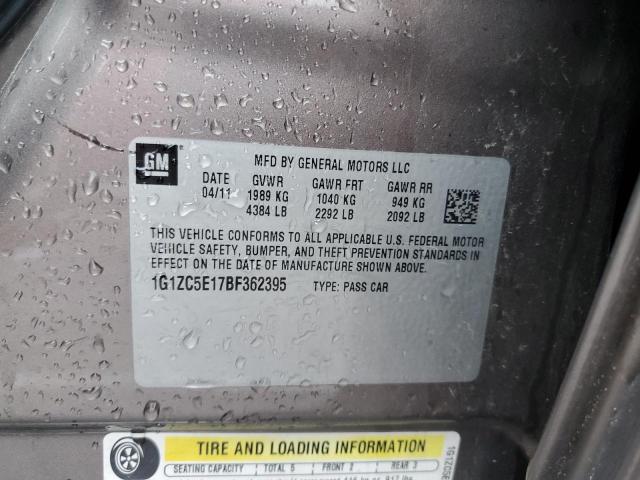 GM
MFD BY GENERAL MOTORS LLC
DATE GVWR GAWR FRT GAWR RR
04/11 1989 KG 1040 KG 949 KG
4384 LB 2292 LB 2092 LB
THIS VEHICLE CONFORMS TO ALL APPLICABLE U.S. FEDERAL MOTOR
VEHICLE SAFETY, BUMPER, AND THEFT PREVENTION STANDARDS IN
EFFECT ON THE DATE OF MANUFACTURE SHOWN ABOVE.
1G1ZC5E17BF362395 TYPE: PASS CAR
TIRE AND LOADING INFORMATION
SEATING CAPACITY TOTAL 5 FRONT 2 REAR 3
1G1ZC5E